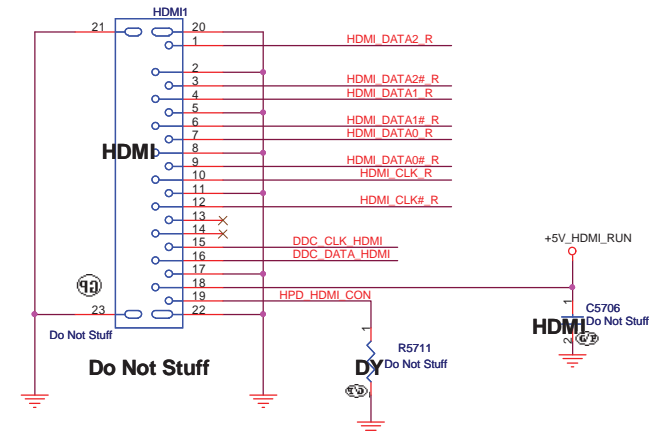 HDMI1
21
20
1
HDMI_DATA2_R
2
3
HDMI_DATA2#_R
4
HDMI_DATA1_R
5
6
HDMI_DATA1#_R
7
HDMI_DATA0_R
8
HDMI
9
HDMI_DATA0#_R
10
HDMI_CLK_R
11
12
HDMI_CLK#_R
13
14
15
DDC_CLK_HDMI
16
DDC_DATA_HDMI
17
18
19
HPD_HDMI_CON
23
22
Do Not Stuff
Do Not Stuff
+5V_HDMI_RUN
1
C5706
Do Not Stuff
HDMI
2
1
R5711
DY
Do Not Stuff